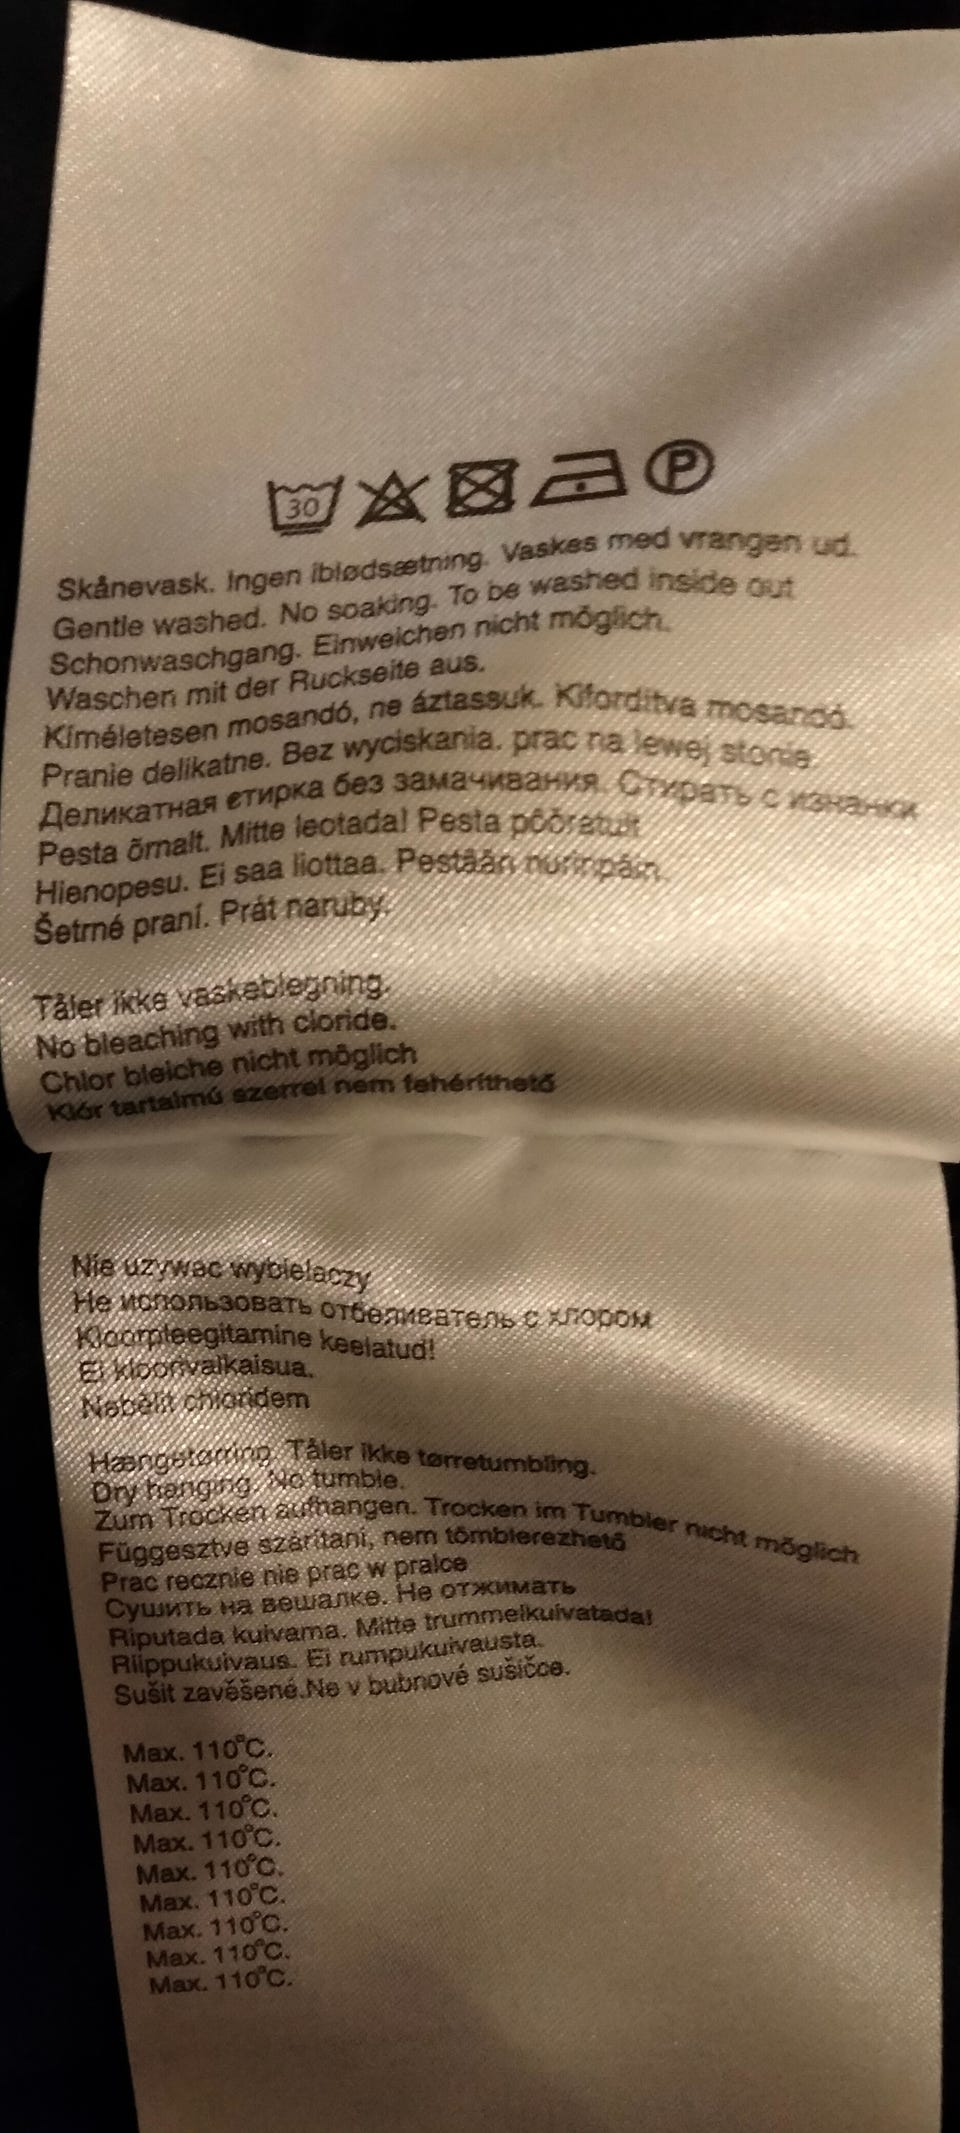 30 P
Skånevask. Ingen iblødsætning. Vaskes med vrangen ud.
Gentle washed. No soaking. To be washed inside out
Schonwaschgang. Einweichen nicht möglich.
Waschen mit der Ruckseite aus.
Kíméletesen mosandó, ne áztassuk. Kifordítva mosandó.
Pranie delikatne. Bez wyciskania. prac na lewej stonie.
Деликатная етирка без замачивания. Стирать с изнанки
Pesta õrnalt. Mitte leotada! Pesta pööratult
Hienopesu. Ei saa liottaa. Pestään nurinpäin.
Šetrné praní. Prát naruby.
Tåler ikke vaskeblegning.
No bleaching with cloride.
Chlor bleiche nicht möglich
Klór tartalmú szerrel nem fehéríthető
Nie uzywac wybielaczy
Не использовать отбеливатель с хлором
Kloorpleegitamine keelatud!
Ei kloorivalkaisua.
Nebělit chloridem
Hængetørring. Tåler ikke tørretumbling.
Dry hanging. No tumble.
Zum Trocken aufhangen. Trocken im Tumbler nicht möglich
Függesztve szárítani, nem tömblerezhető
Prac recznie nie prac w pralce
Сушить на вешалке. Не отжимать
Riputada kuivama. Mitte trummelkuivatada!
Riippukuivaus. Ei rumpukuivausta.
Sušit zavěšené.Ne v bubnové sušičce.
Max. 110°C.
Max. 110°C.
Max. 110°C.
Max. 110°C.
Max. 110°C.
Max. 110°C.
Max. 110°C.
Max. 110°C.
Max. 110°C.